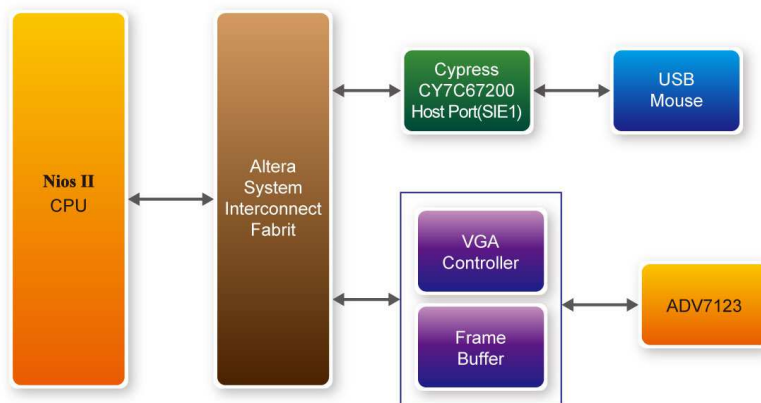 Nios II
CPU
Altera
System
Interconnect
Fabrit
Cypress
CY7C67200
Host Port(SIE1)
USB
Mouse
VGA
Controller
Frame
Buffer
ADV7123